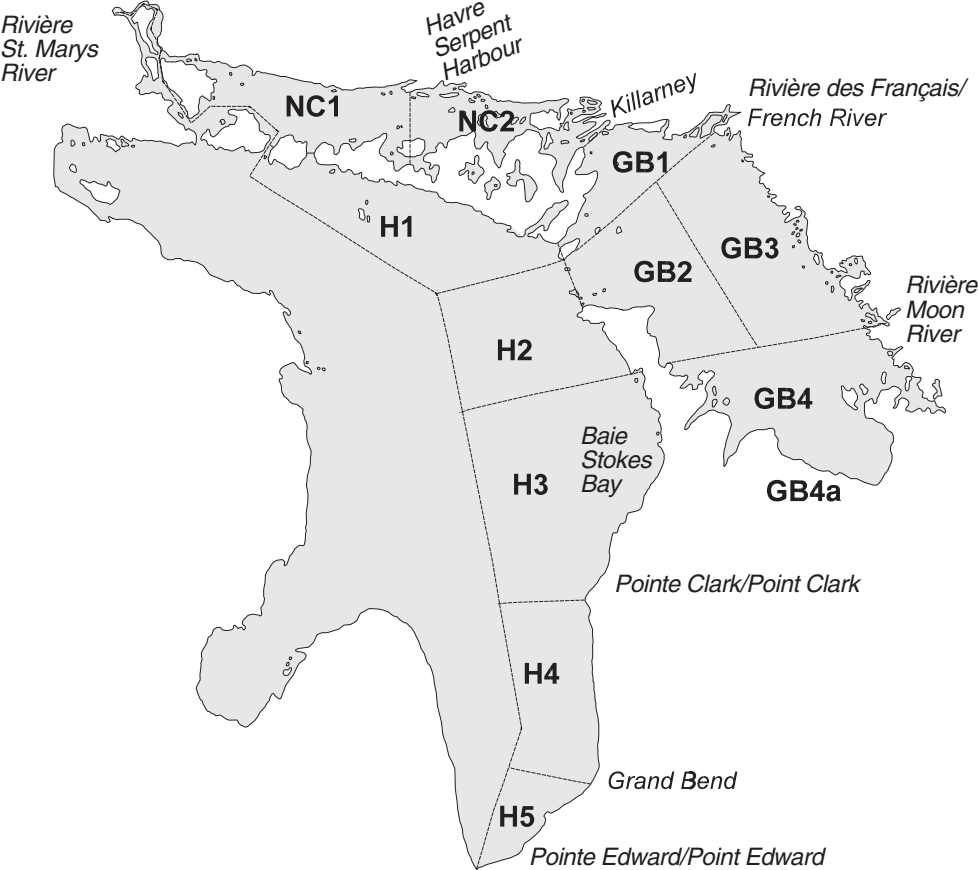 Rivière
St. Marys
River
Havre
Serpent
Harbour
Killarney
Rivière des Français/
French River
NC1
NC2
GB1
H1
GB2
GB3
Rivière
Moon
River
H2
GB4
Baie
Stokes
Bay
H3
GB4a
Pointe Clark/Point Clark
H4
Grand Bend
H5
Pointe Edward/Point Edward